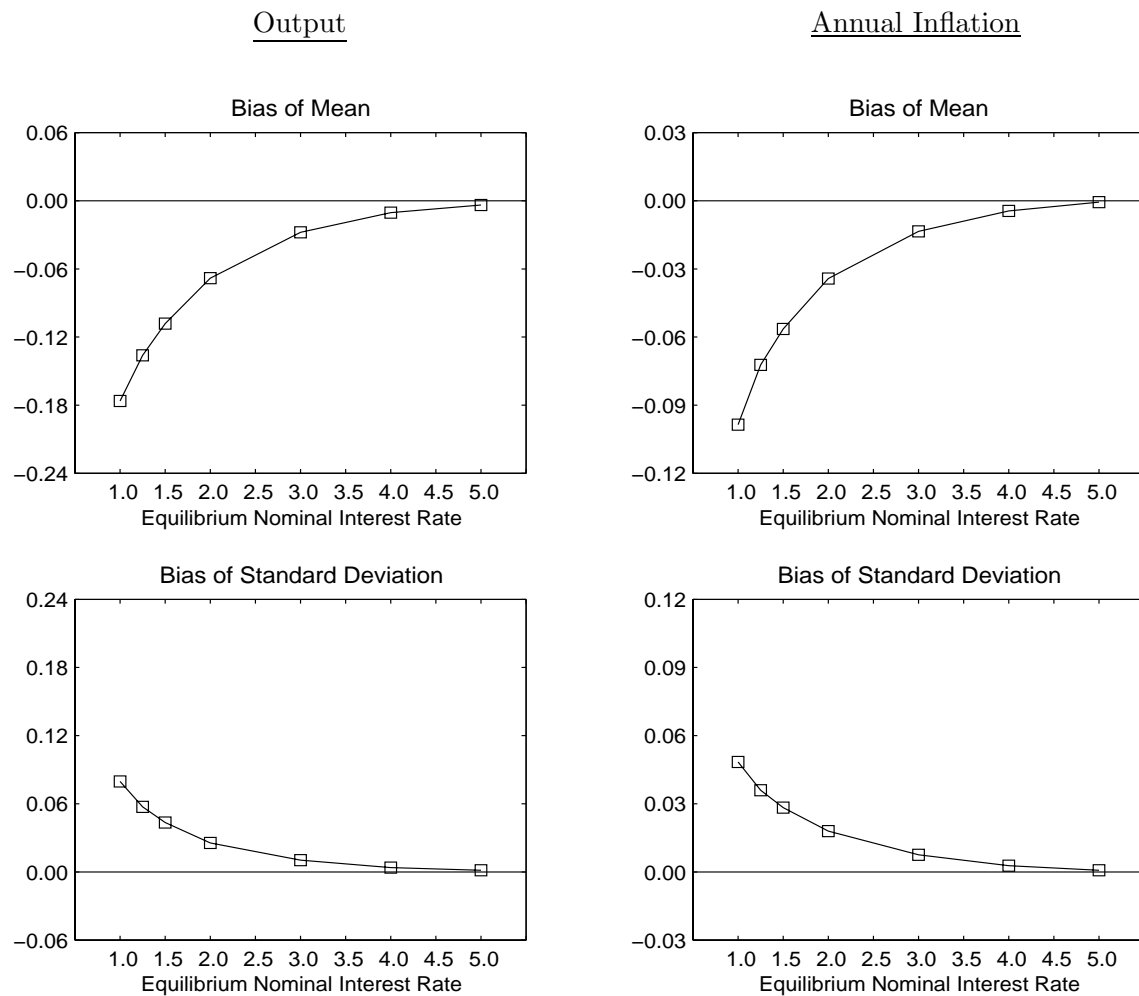 Output
Annual Inflation
Bias of Mean
0.06
0.00
−0.06
−0.12
−0.18
−0.24
1.0 1.5 2.0 2.5 3.0 3.5 4.0 4.5 5.0
Equilibrium Nominal Interest Rate
Bias of Mean
0.03
0.00
−0.03
−0.06
−0.09
−0.12
1.0 1.5 2.0 2.5 3.0 3.5 4.0 4.5 5.0
Equilibrium Nominal Interest Rate
Bias of Standard Deviation
0.24
0.18
0.12
0.06
0.00
−0.06
1.0 1.5 2.0 2.5 3.0 3.5 4.0 4.5 5.0
Equilibrium Nominal Interest Rate
Bias of Standard Deviation
0.12
0.09
0.06
0.03
0.00
−0.03
1.0 1.5 2.0 2.5 3.0 3.5 4.0 4.5 5.0
Equilibrium Nominal Interest Rate